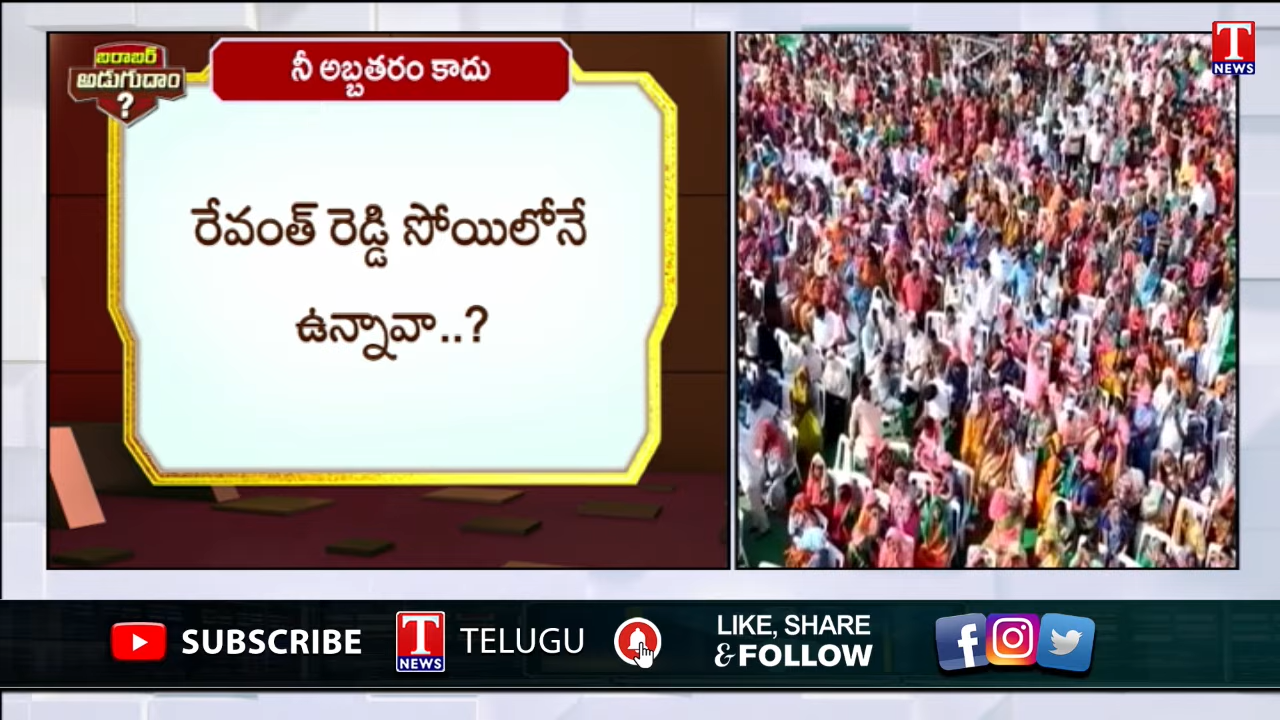 బరాబర్
అడుగుదాం
?
నీ అబ్బతరం కాదు
రేవంత్ రెడ్డి సోయిలోనే
ఉన్నావా..?
T
NEWS
SUBSCRIBE
T
NEWS
TELUGU
LIKE, SHARE
& FOLLOW